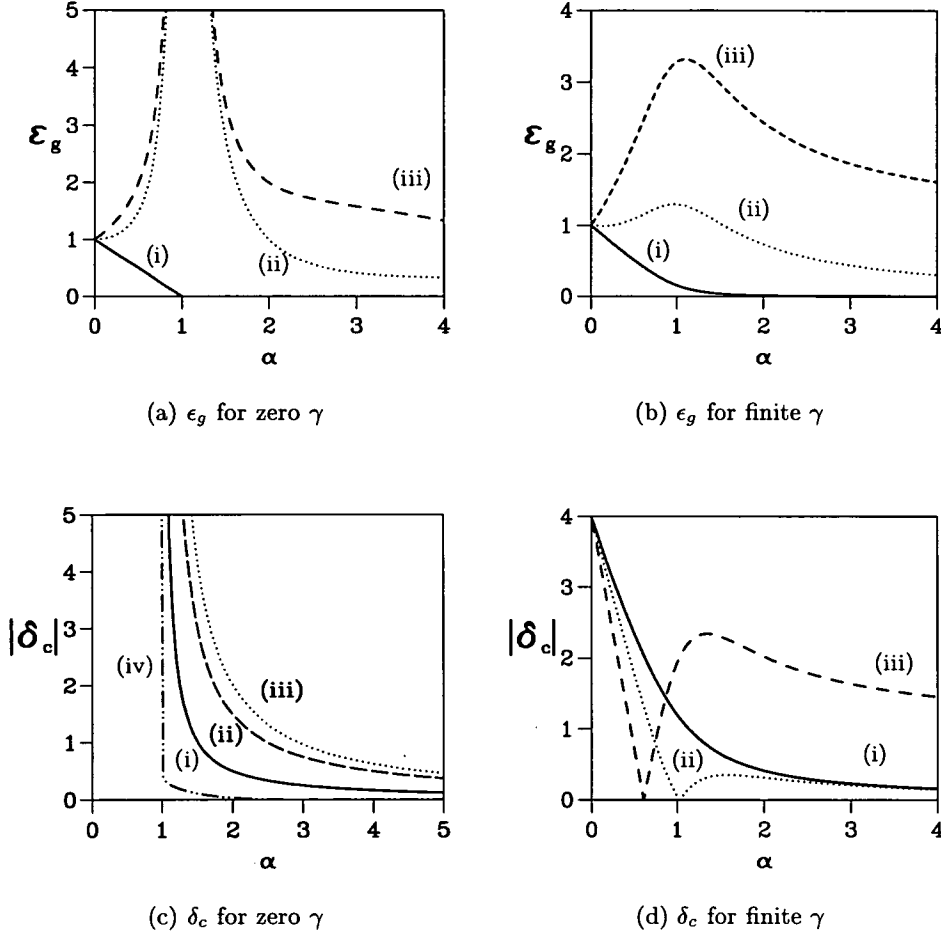 5
4
3
2
1
0
ε_g
(i)
(ii)
(iii)
0 1 2 3 4
α
(a) ϵ_g for zero γ
4
3
2
1
0
ε_g
(iii)
(ii)
(i)
0 1 2 3 4
α
(b) ϵ_g for finite γ
5
4
3
2
1
0
|δ_c|
(iv)
(iii)
(ii)
(i)
0 1 2 3 4 5
α
(c) δ_c for zero γ
4
3
2
1
0
|δ_c|
(iii)
(ii)
(i)
0 1 2 3 4
α
(d) δ_c for finite γ